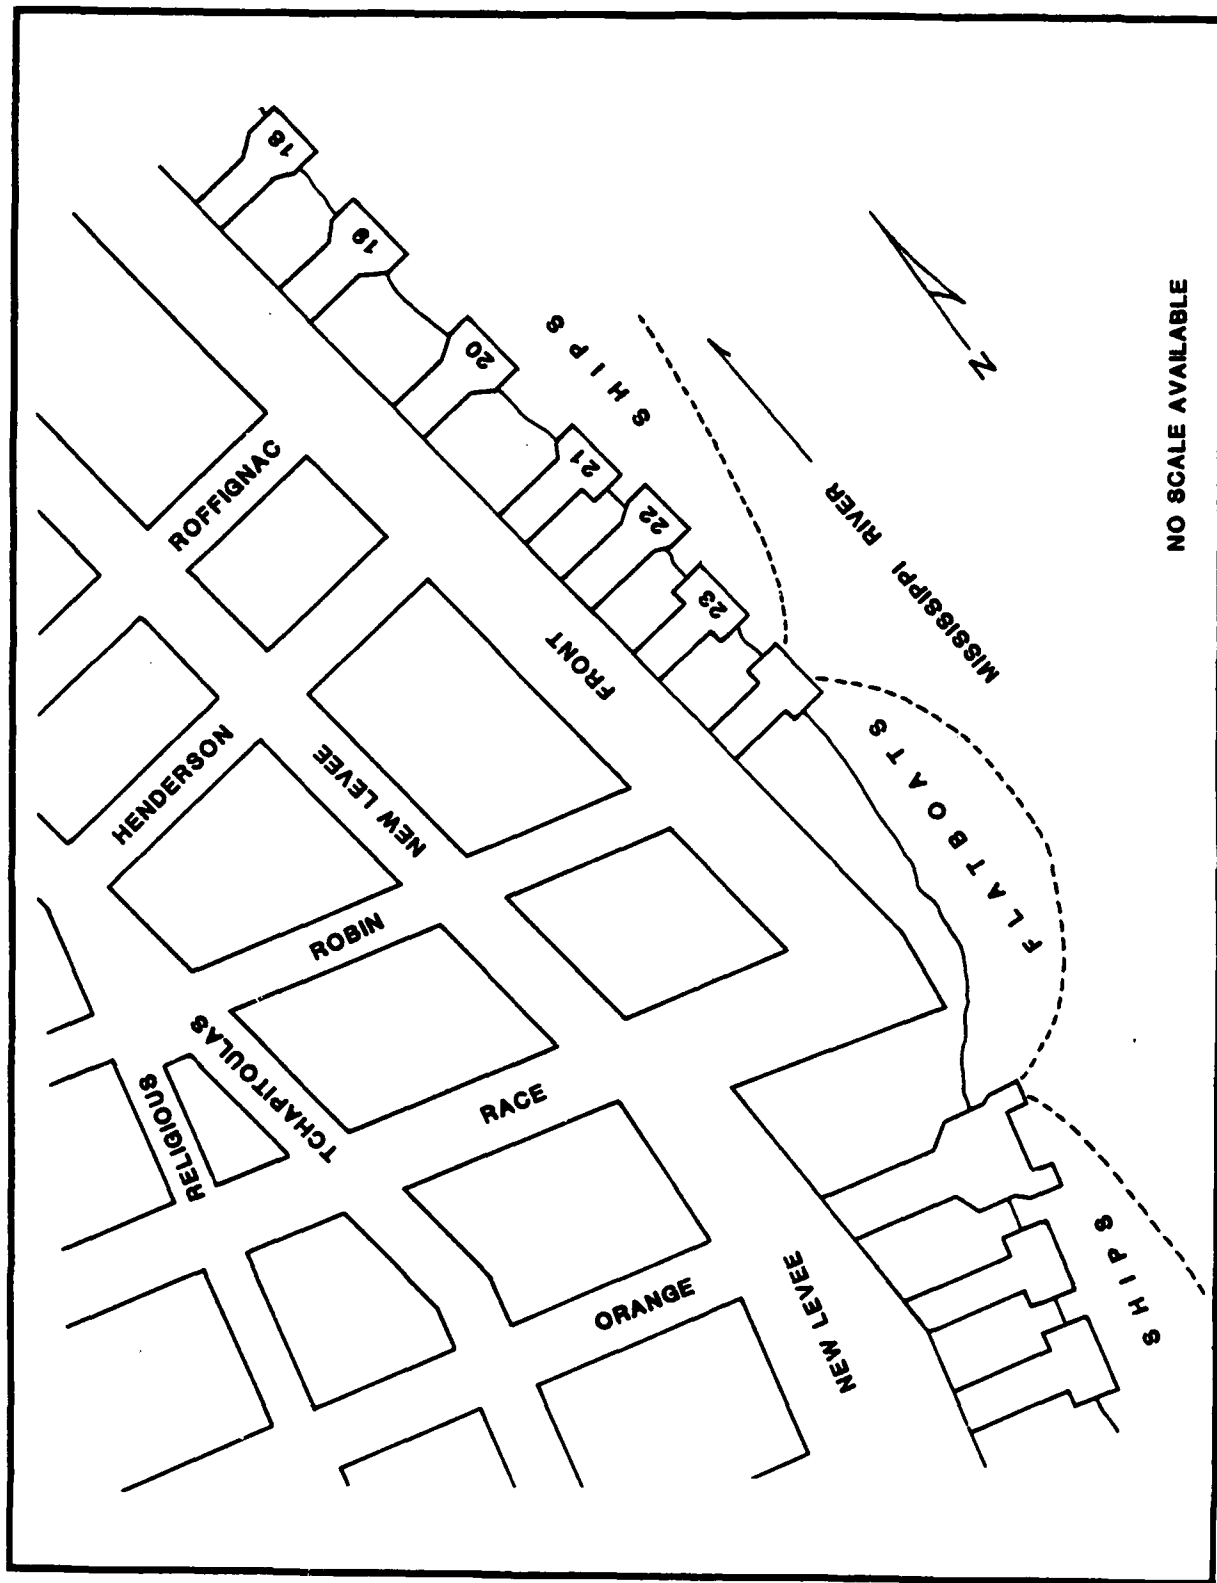 18
19
20
21
22
23
SHIPS
MISSISSIPPI RIVER
N
NO SCALE AVAILABLE
ROFFIGNAC
FRONT
HENDERSON
NEW LEVEE
FLATBOATS
ROBIN
TCHAPITOULAS
RELIGIOUS
RACE
ORANGE
NEW LEVEE
SHIPS